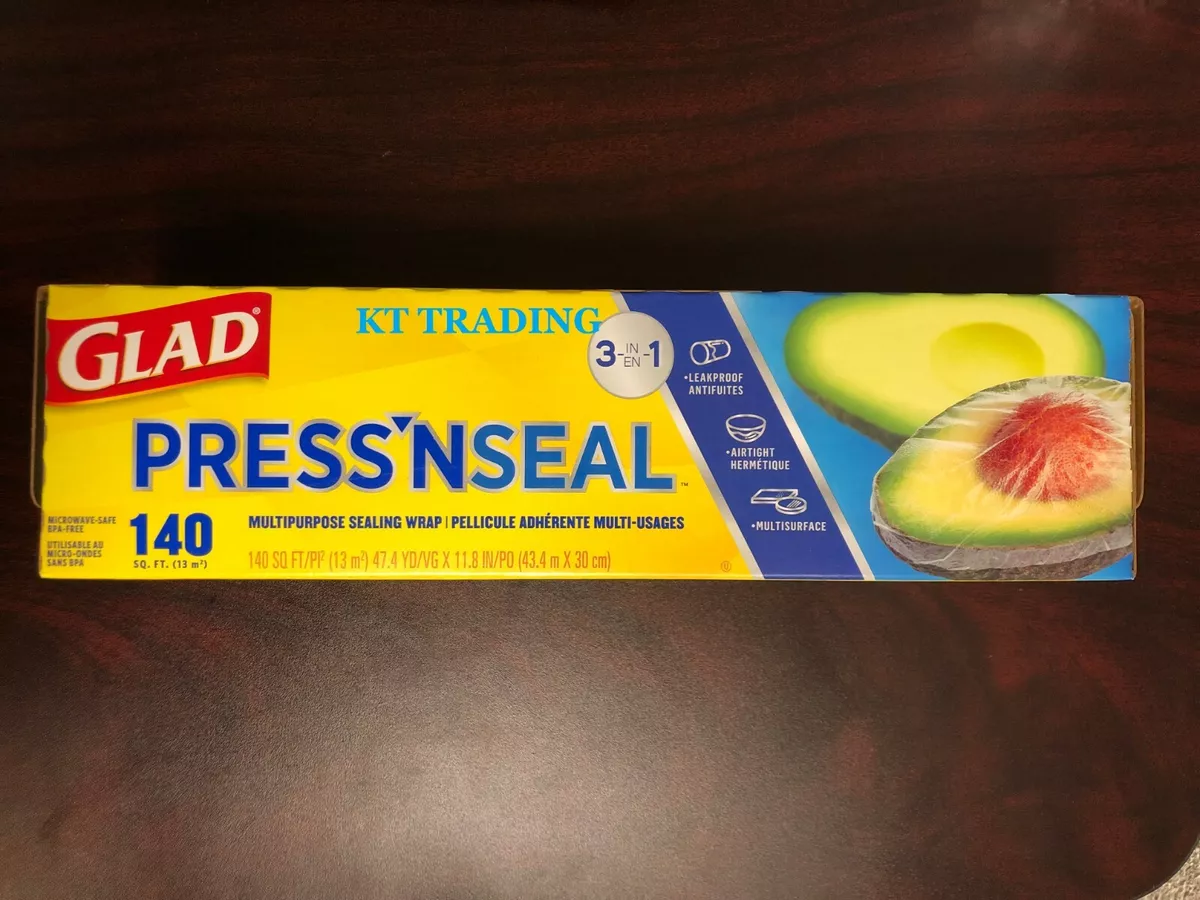 GLAD®
KT TRADING
3-IN EN-1
•LEAKPROOF
ANTIFUITES
•AIRTIGHT
HERMÉTIQUE
•MULTISURFACE
PRESS'NSEAL™
MICROWAVE-SAFE
BPA-FREE
UTILISABLE AU
MICRO-ONDES
SANS BPA
140
SQ. FT. (13 m²)
MULTIPURPOSE SEALING WRAP | PELLICULE ADHÉRENTE MULTI-USAGES
140 SQ FT/PI² (13 m²) 47.4 YD/VG X 11.8 IN/PO (43.4 m X 30 cm)